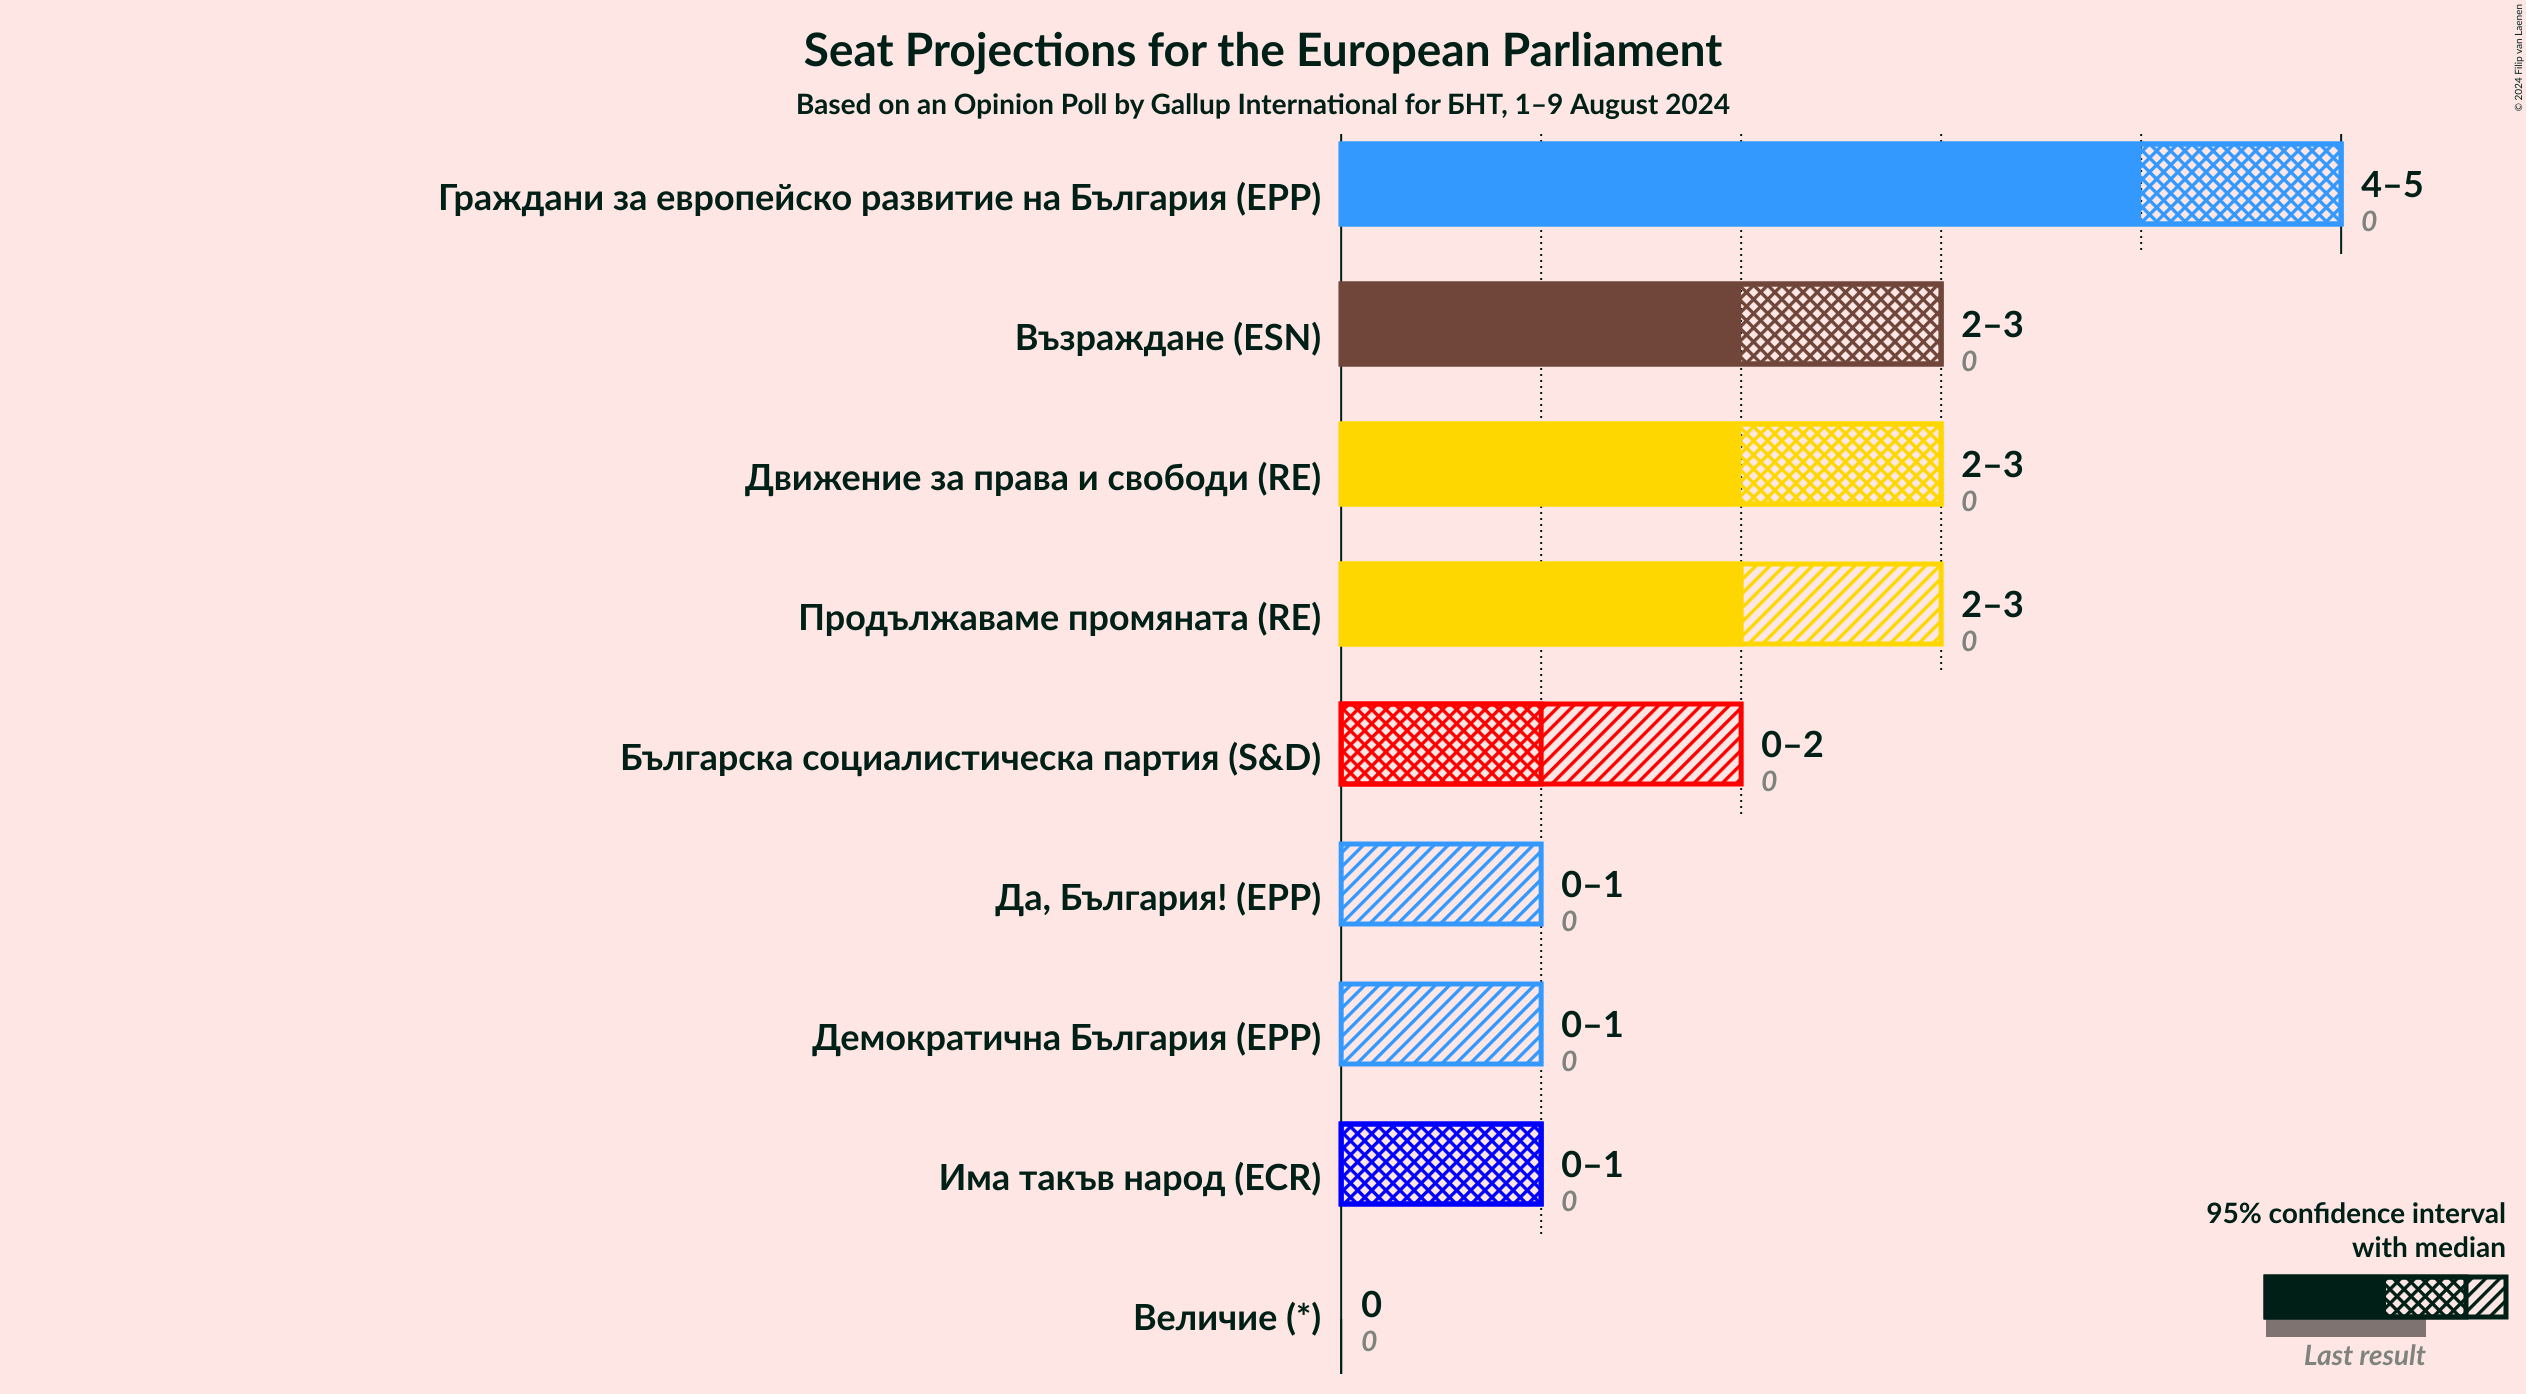 Seat Projections for the European Parliament
Based on an Opinion Poll by Gallup International for БНТ, 1–9 August 2024
© 2024 Filip van Laenen
Граждани за европейско развитие на България (EPP)
4–5
0
Възраждане (ESN)
2–3
0
Движение за права и свободи (RE)
2–3
0
Продължаваме промяната (RE)
2–3
0
Българска социалистическа партия (S&D)
0–2
0
Да, България! (EPP)
0–1
0
Демократична България (EPP)
0–1
0
Има такъв народ (ECR)
0–1
0
Величие (*)
0
0
95% confidence interval
with median
Last result